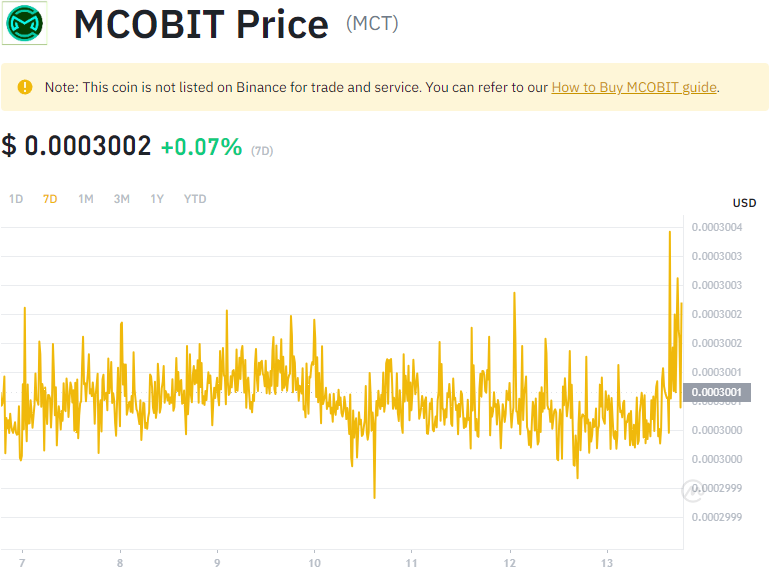 MCOBIT Price (MCT)
Note: This coin is not listed on Binance for trade and service. You can refer to our How to Buy MCOBIT guide.
$ 0.0003002 +0.07% (7D)
1D 7D 1M 3M 1Y YTD
USD
0.0003004
0.0003003
0.0003003
0.0003002
0.0003002
0.0003001
0.0003001
0.0003001
0.0003000
0.0003000
0.0002999
0.0002999
7 8 9 10 11 12 13